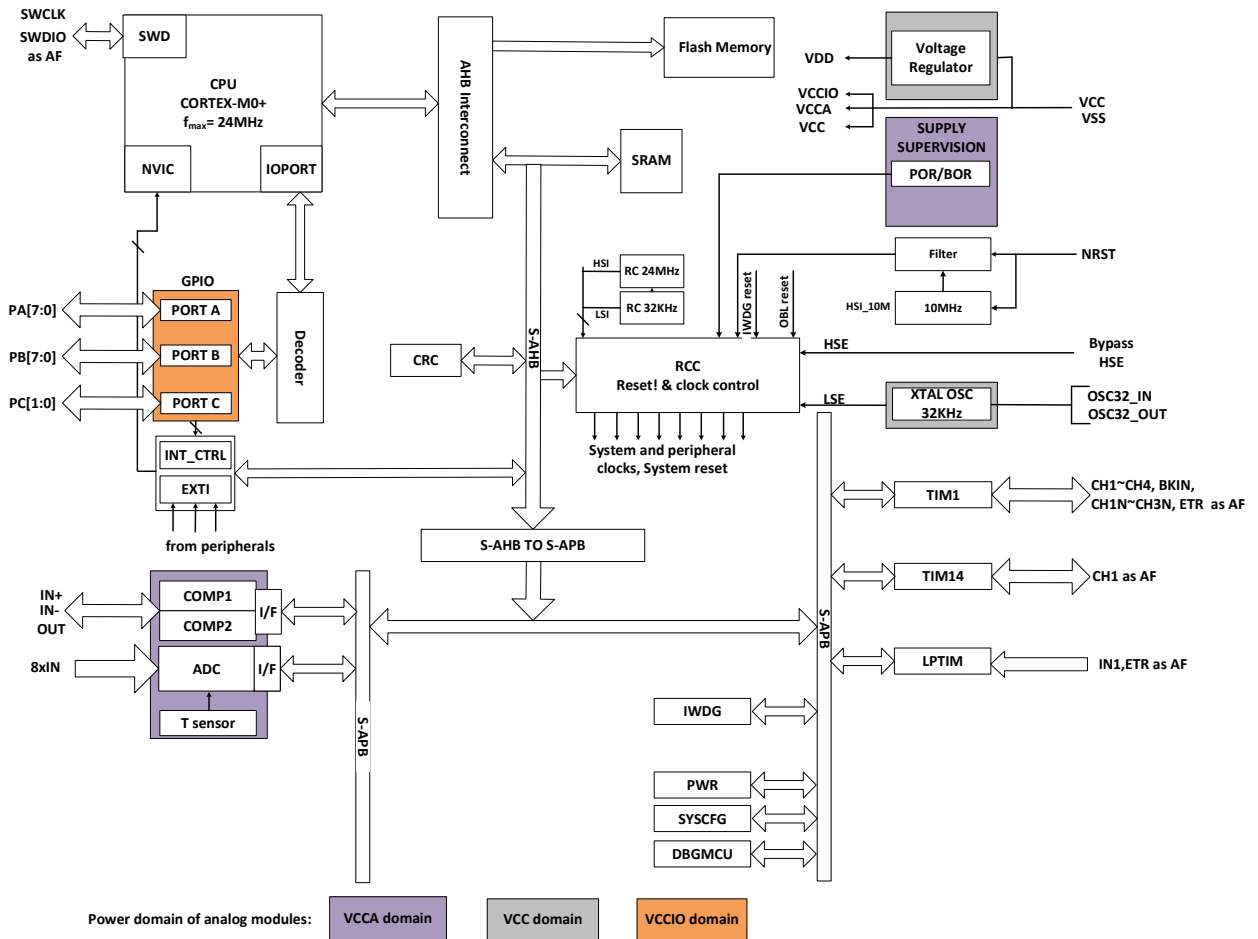 SWCLK
SWDIO
as AF
SWD
CPU
CORTEX-M0+
fmax= 24MHz
NVIC
IOPORT
AHB Interconnect
Flash Memory
SRAM
VDD
Voltage
Regulator
VCCIO
VCCA
VCC
VCC
VSS
SUPPLY
SUPERVISION
POR/BOR
Filter
NRST
HSI_10M
10MHz
GPIO
PA[7:0]
PORT A
PB[7:0]
PORT B
PC[1:0]
PORT C
Decoder
INT_CTRL
EXTI
from peripherals
S-AHB
CRC
HSI
RC 24MHz
LSI
RC 32KHz
IWDG reset
OBL reset
RCC
Reset! & clock control
HSE
Bypass
HSE
LSE
XTAL OSC
32KHz
OSC32_IN
OSC32_OUT
System and peripheral
clocks, System reset
S-AHB TO S-APB
TIM1
CH1~CH4, BKIN,
CH1N~CH3N, ETR as AF
TIM14
CH1 as AF
S-APB
LPTIM
IN1,ETR as AF
IN+
IN-
OUT
COMP1
COMP2
I/F
8xIN
ADC
I/F
T sensor
S-APB
IWDG
PWR
SYSCFG
DBGMCU
Power domain of analog modules:
VCCA domain
VCC domain
VCCIO domain